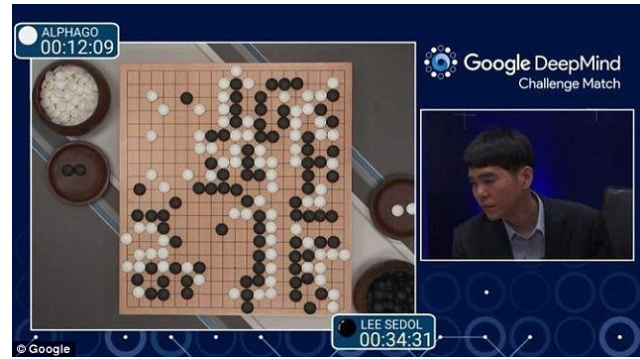 ALPHAGO
00:12:09
Google DeepMind
Challenge Match
LEE SEDOL
00:34:31
© Google